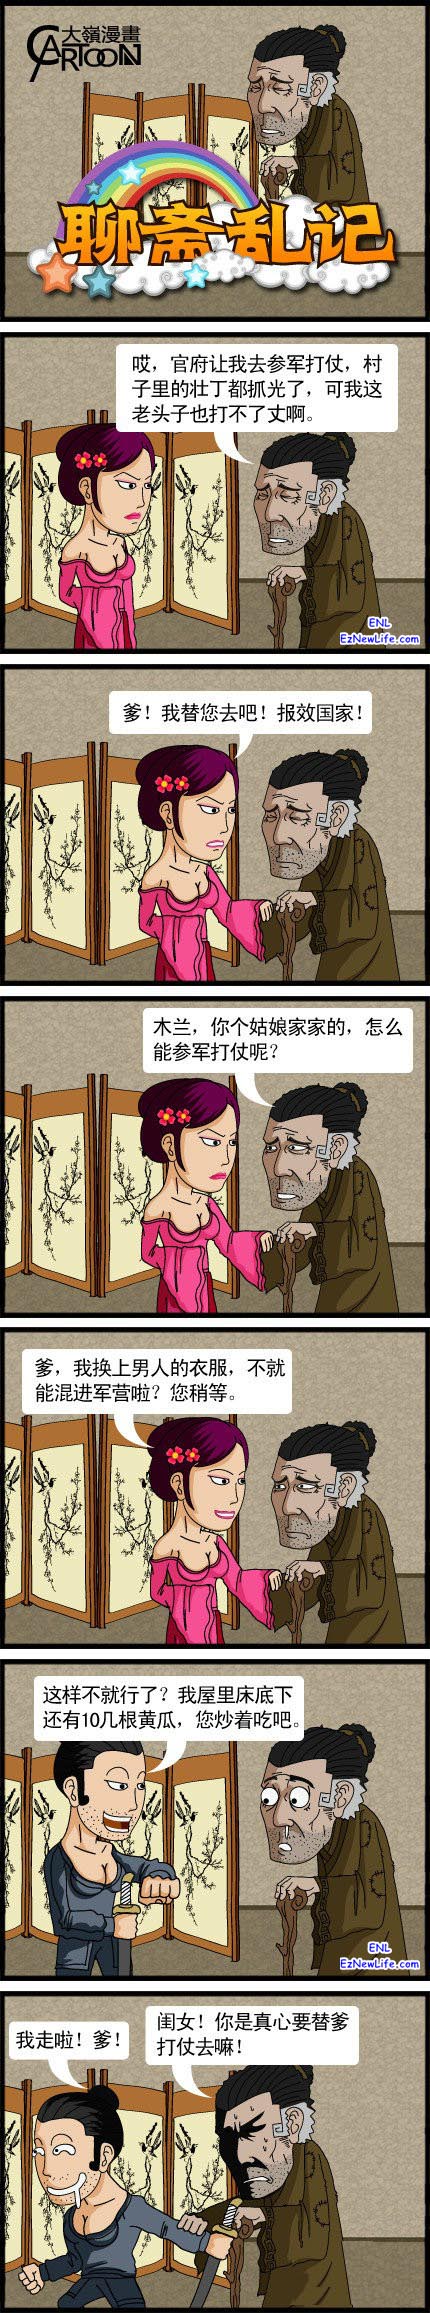 大嶺漫畫
CARTOON
聊斋乱记
哎，官府让我去参军打仗，村
子里的壮丁都抓光了，可我这
老头子也打不了丈啊。
ENL
EzNewLife.com
爹！我替您去吧！报效国家！
木兰，你个姑娘家家的，怎么
能参军打仗呢？
爹，我换上男人的衣服，不就
能混进军营啦？您稍等。
这样不就行了？我屋里床底下
还有10几根黄瓜，您炒着吃吧。
ENL
EzNewLife.com
我走啦！爹！
闺女！你是真心要替爹
打仗去嘛！